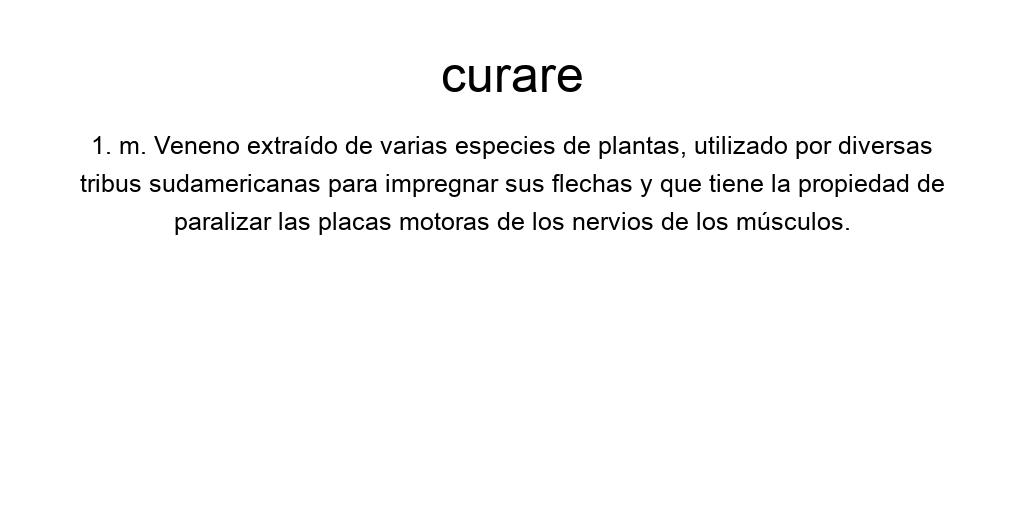 curare
1. m. Veneno extraído de varias especies de plantas, utilizado por diversas
tribus sudamericanas para impregnar sus flechas y que tiene la propiedad de
paralizar las placas motoras de los nervios de los músculos.